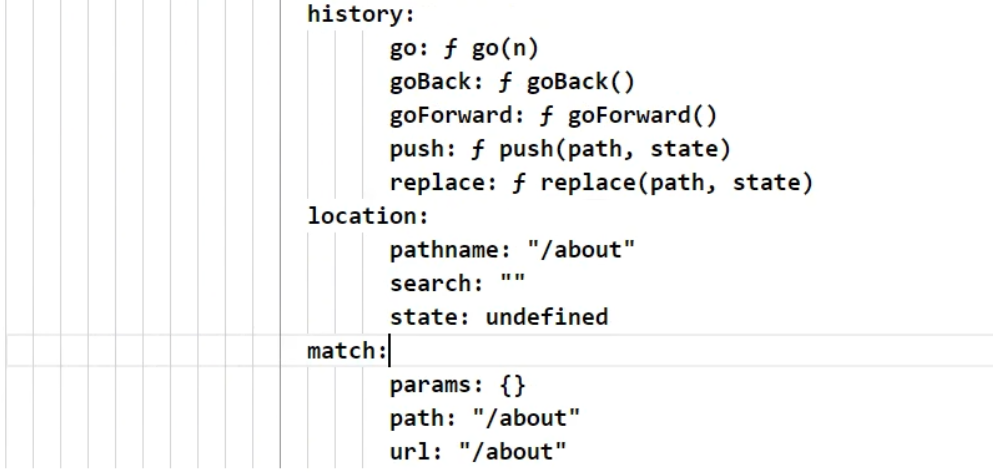 history:
go: ƒ go(n)
goBack: ƒ goBack()
goForward: ƒ goForward()
push: ƒ push(path, state)
replace: ƒ replace(path, state)
location:
pathname: "/about"
search: ""
state: undefined
match:
params: {}
path: "/about"
url: "/about"